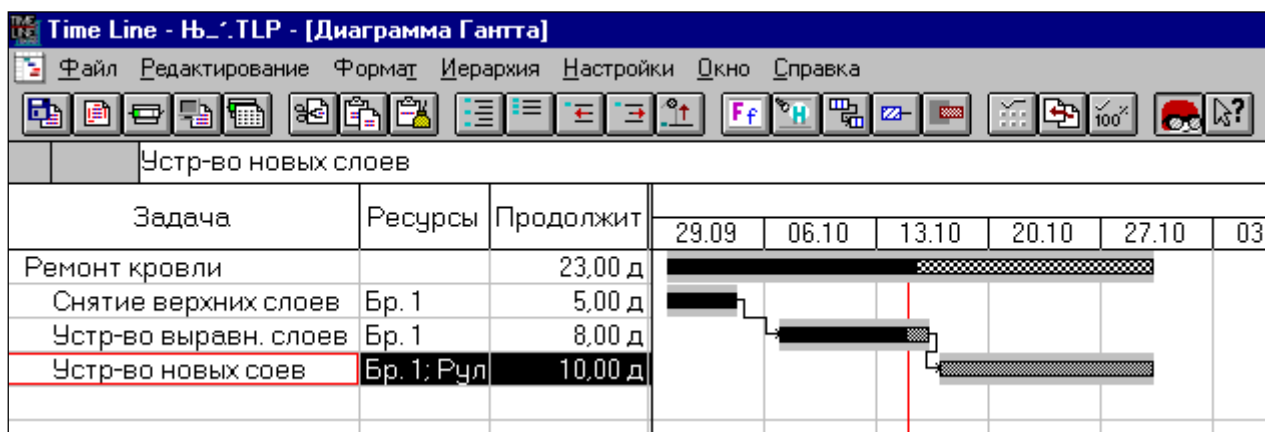 Time Line - Њ_´.TLP - [Диаграмма Гантта]
Файл Редактирование Формат Иерархия Настройки Окно Справка
Ff H 100%
Устр-во новых слоев
Задача Ресурсы Продолжит 29.09 06.10 13.10 20.10 27.10 03
Ремонт кровли 23,00 д
Снятие верхних слоев Бр. 1 5,00 д
Устр-во выравн. слоев Бр. 1 8,00 д
Устр-во новых соев Бр. 1; Рул 10,00 д